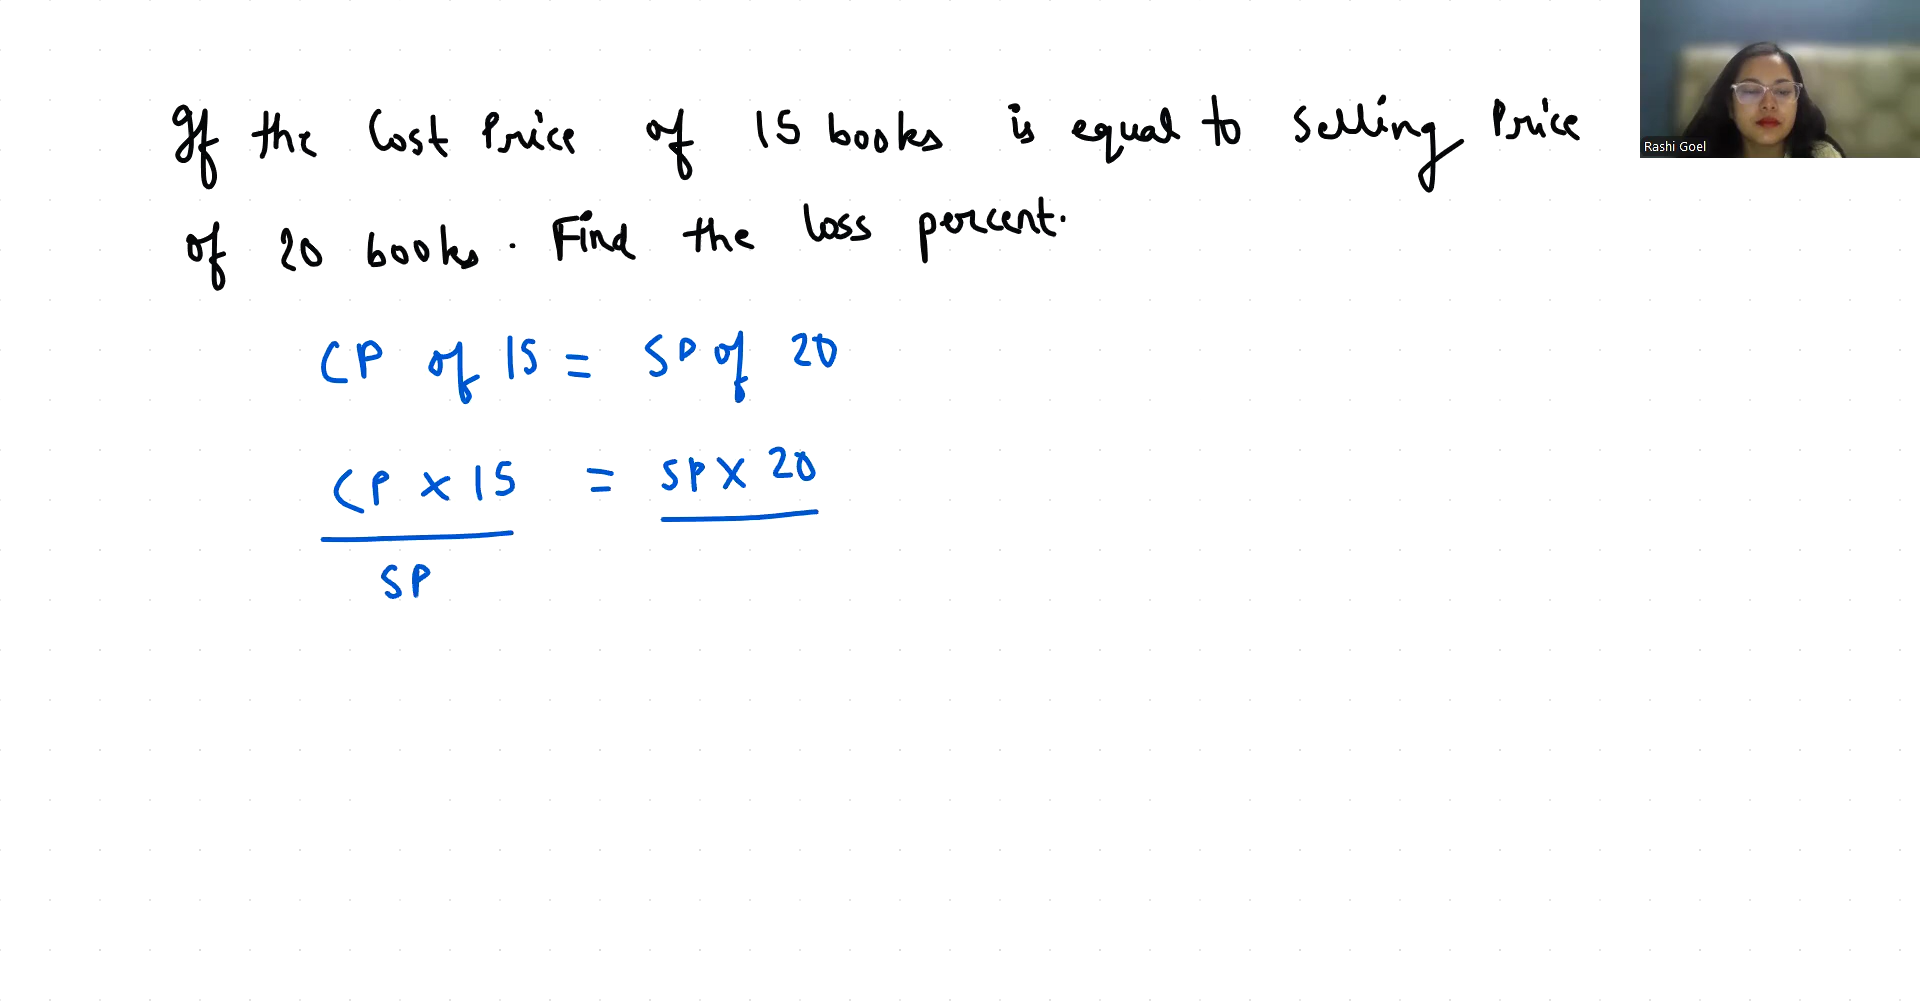 If the Cost Price of 15 books is equal to Selling Price
of 20 books. Find the loss percent.
CP of 15 = SP of 20
CP x 15 = SP x 20
SP
Rashi Goel